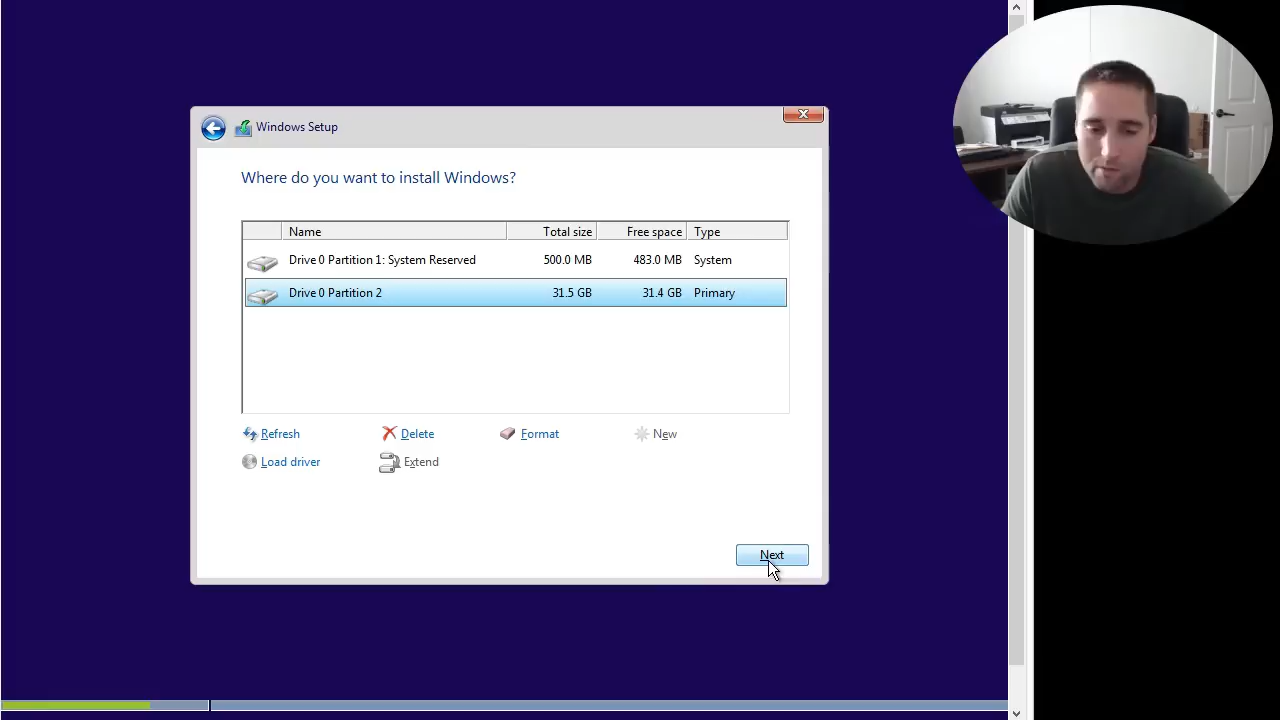 Windows Setup
Where do you want to install Windows?
Name Total size Free space Type
Drive 0 Partition 1: System Reserved 500.0 MB 483.0 MB System
Drive 0 Partition 2 31.5 GB 31.4 GB Primary
Refresh Delete Format New
Load driver Extend
Next